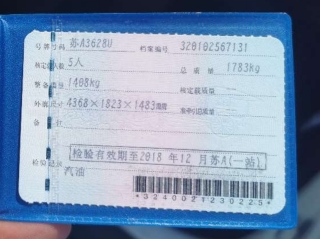 号牌号码 苏A3628U 档案编号 320102567131
核定载人数 5人 总质量 1783kg
整备质量 1408kg 核定载质量
外廓尺寸 4368×1823×1483mm 准牵引总质量
备注
检验记录 检验有效期至2018 年12 月苏A(一站)
汽油
*3240021230225*